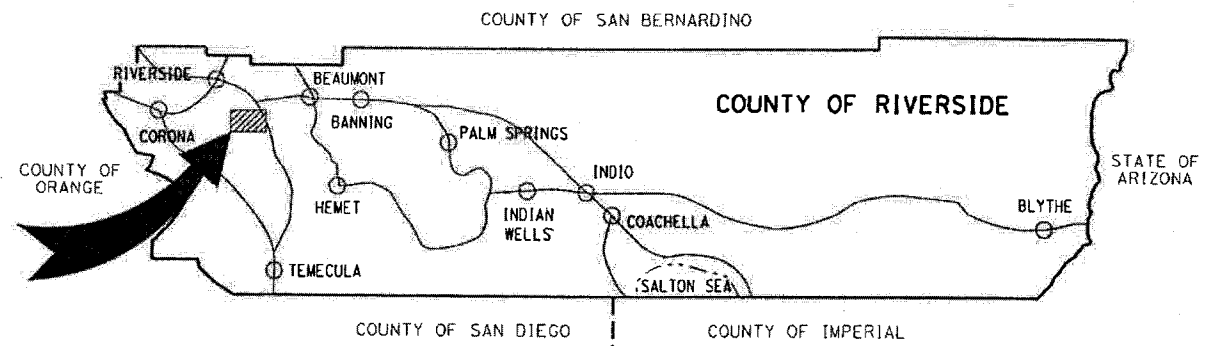 COUNTY OF SAN BERNARDINO
RIVERSIDE
BEAUMONT
COUNTY OF RIVERSIDE
CORONA
BANNING
PALM SPRINGS
COUNTY OF
ORANGE
STATE OF
ARIZONA
INDIO
HEMET
INDIAN
WELLS
COACHELLA
BLYTHE
TEMECULA
SALTON SEA
COUNTY OF SAN DIEGO
COUNTY OF IMPERIAL